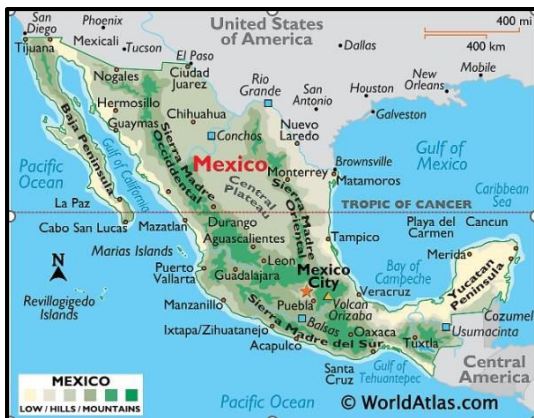 San
Diego
Phoenix
United States
of America
400 mi
400 km
Tijuana
Mexicali
Tucson
El Paso
Dallas
Nogales
Ciudad
Juarez
Rio
Grande
San
Antonio
Houston
New
Orleans
Mobile
Galveston
Hermosillo
Guaymas
Chihuahua
Conchos
Nuevo
Laredo
Baja Peninsula
Gulf of California
Sierra Madre
Occidental
Mexico
Central
Plateau
Sierra Madre
Oriental
Monterrey
Brownsville
Matamoros
Gulf of
Mexico
Pacific
Ocean
Caribbean
Sea
TROPIC OF CANCER
La Paz
Cabo San Lucas
Mazatlan
Durango
Aguascalientes
Tampico
Playa del
Carmen
Cancun
Marias Islands
Leon
Mexico
City
Bay of
Campeche
Merida
N
Puerto
Vallarta
Guadalajara
Yucatan
Peninsula
Revillagigedo
Islands
Manzanillo
Puebla
Volcan
Orizaba
Veracruz
Cozumel
Ixtapa/Zihuatanejo
Sierra Madre del Sur
Balsas
Oaxaca
Tuxtla
Usumacinta
Acapulco
Santa
Cruz
Gulf of
Tehuantepec
Central
America
MEXICO
LOW / HILLS / MOUNTAINS
© WorldAtlas.com